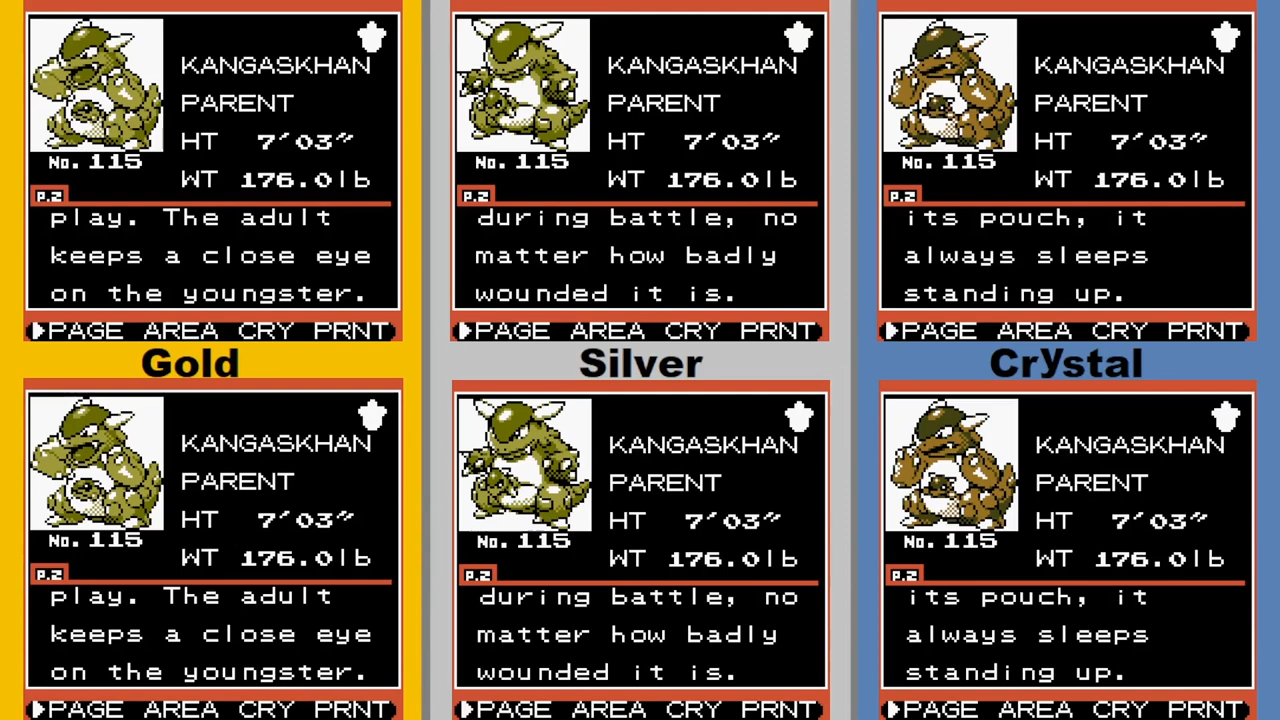 KANGASKHAN
PARENT
HT 7'03"
No. 115
WT 176.0lb
P.2
play. The adult
keeps a close eye
on the youngster.
▶PAGE AREA CRY PRNT
KANGASKHAN
PARENT
HT 7'03"
No. 115
WT 176.0lb
P.2
during battle, no
matter how badly
wounded it is.
▶PAGE AREA CRY PRNT
KANGASKHAN
PARENT
HT 7'03"
No. 115
WT 176.0lb
P.2
its pouch, it
always sleeps
standing up.
▶PAGE AREA CRY PRNT
Gold
Silver
Crystal
KANGASKHAN
PARENT
HT 7'03"
No. 115
WT 176.0lb
P.2
play. The adult
keeps a close eye
on the youngster.
▶PAGE AREA CRY PRNT
KANGASKHAN
PARENT
HT 7'03"
No. 115
WT 176.0lb
P.2
during battle, no
matter how badly
wounded it is.
▶PAGE AREA CRY PRNT
KANGASKHAN
PARENT
HT 7'03"
No. 115
WT 176.0lb
P.2
its pouch, it
always sleeps
standing up.
▶PAGE AREA CRY PRNT